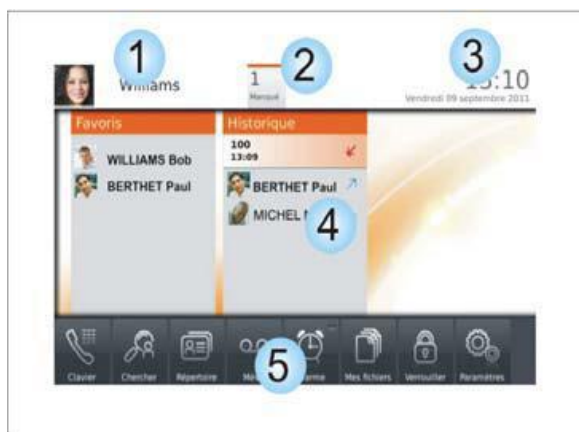 1
2
3
Williams
1
Manqué
:10
Vendredi 09 septembre 2011
Favoris
WILLIAMS Bob
BERTHET Paul
Historique
100
13:09
BERTHET Paul
MICHEL
4
5
Clavier
Chercher
Répertoire
Mes fichiers
Verrouiller
Paramètres